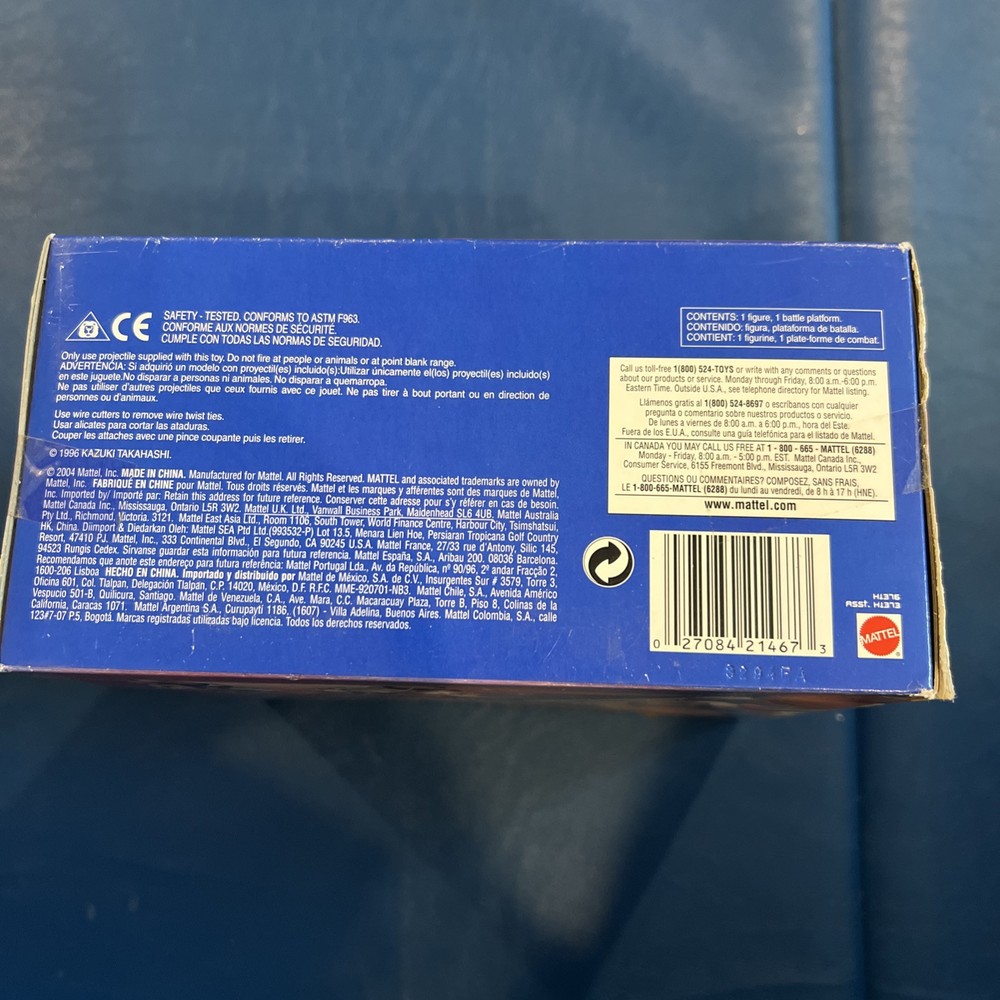 CE
SAFETY - TESTED. CONFORMS TO ASTM F963.
CONFORME AUX NORMES DE SÉCURITÉ.
CUMPLE CON TODAS LAS NORMAS DE SEGURIDAD.
Only use projectile supplied with this toy. Do not fire at people or animals or at point blank range.
ADVERTENCIA: Si adquirió un modelo con proyectil(es) incluido(s):Utilizar únicamente el(los) proyectil(es) incluido(s)
en este juguete.No disparar a personas ni animales. No disparar a quemarropa.
Ne pas utiliser d'autres projectiles que ceux fournis avec ce jouet. Ne pas tirer à bout portant ou en direction de
personnes ou d'animaux.
Use wire cutters to remove wire twist ties.
Usar alicates para cortar las ataduras.
Couper les attaches avec une pince coupante puis les retirer.
© 1996 KAZUKI TAKAHASHI.
© 2004 Mattel, Inc. MADE IN CHINA. Manufactured for Mattel. All Rights Reserved. MATTEL and associated trademarks are owned by
Mattel, Inc. FABRIQUÉ EN CHINE pour Mattel. Tous droits réservés. Mattel et les marques y afférentes sont des marques de Mattel,
Inc. Imported by/ Importé par: Retain this address for future reference. Conserver cette adresse pour s'y référer en cas de besoin.
Mattel Canada Inc., Mississauga, Ontario L5R 3W2. Mattel U.K. Ltd., Vanwall Business Park, Maidenhead SL6 4UB. Mattel Australia
Pty Ltd., Richmond, Victoria. 3121. Mattel East Asia Ltd., Room 1106, South Tower, World Finance Centre, Harbour City, Tsimshatsui,
HK, China. Diimport & Diedarkan Oleh: Mattel SEA Ptd Ltd.(993532-P) Lot 13.5, Menara Lien Hoe, Persiaran Tropicana Golf Country
Resort, 47410 PJ. Mattel, Inc., 333 Continental Blvd., El Segundo, CA 90245 U.S.A. Mattel France, 27/33 rue d'Antony, Silic 145,
94523 Rungis Cedex. Sirvanse guardar esta información para futura referencia. Mattel España, S.A., Aribau 200. 08036 Barcelona.
Recomendamos que anote este endereço para futura referência: Mattel Portugal Lda., Av. da República, nº 90/96, 2º andar Fracção 2,
1600-206 Lisboa HECHO EN CHINA. Importado y distribuido por Mattel de México, S.A. de C.V., Insurgentes Sur # 3579, Torre 3,
Oficina 601, Col. Tlalpan, Delegación Tlalpan, C.P. 14020, México, D.F. R.F.C. MME-920701-NB3. Mattel Chile, S.A., Avenida Américo
Vespucio 501-B, Quilicura, Santiago. Mattel de Venezuela, C.A., Ave. Mara, C.C. Macaracuay Plaza, Torre B, Piso 8, Colinas de la
California, Caracas 1071. Mattel Argentina S.A., Curupaytí 1186, (1607) - Villa Adelina, Buenos Aires. Mattel Colombia, S.A., calle
123#7-07 P.5, Bogotá. Marcas registradas utilizadas bajo licencia. Todos los derechos reservados.
CONTENTS: 1 figure, 1 battle platform.
CONTENIDO: figura, plataforma de batalla.
CONTIENT: 1 figurine, 1 plate-forme de combat.
Call us toll-free 1(800) 524-TOYS or write with any comments or questions
about our products or service. Monday through Friday, 8:00 a.m. -6:00 p.m.
Eastern Time. Outside U.S.A., see telephone directory for Mattel listing.
Llámenos gratis al 1(800) 524-8697 o escríbanos con cualquier
pregunta o comentario sobre nuestros productos o servicio.
De lunes a viernes de 8:00 a.m. a 6:00 p.m., hora del Este.
Fuera de los E.U.A., consulte una guía telefónica para el listado de Mattel.
IN CANADA YOU MAY CALL US FREE AT 1 - 800 - 665 - MATTEL (6288)
Monday - Friday, 8:00 a.m. - 5:00 p.m. EST. Mattel Canada Inc.,
Consumer Service, 6155 Freemont Blvd., Mississauga, Ontario L5R 3W2
QUESTIONS OU COMMENTAIRES? COMPOSEZ, SANS FRAIS,
LE 1-800-665-MATTEL (6288) du lundi au vendredi, de 8 h à 17 h (HNE).
www.mattel.com
0 27084 21467 3
H1376
ASST. H1373
MATTEL
®